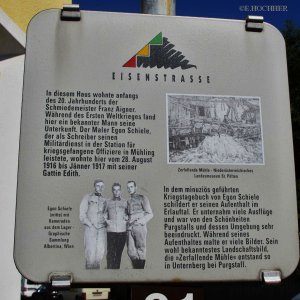 ©E.HOCHHER
EISENSTRASSE
In diesem Haus wohnte anfangs
des 20. Jahrhunderts der
Schmiedemeister Franz Aigner.
Während des Ersten Weltkrieges fand
hier ein bekannter Mann seine
Unterkunft. Der Maler Egon Schiele,
der als Schreiber seinen
Militärdienst in der Station für
kriegsgefangene Offiziere in Mühling
leistete, wohnte hier vom 28. August
1916 bis Jänner 1917 mit seiner
Gattin Edith.
Zerfallende Mühle - Niederösterreichisches
Landesmuseum St. Pölten
Egon Schiele
(mitte) mit
Kameraden
aus dem Lager-
Graphische
Sammlung
Albertina, Wien
In dem minuziös geführten
Kriegstagebuch von Egon Schiele
schildert er seinen Aufenthalt im
Erlauftal. Er unternahm viele Ausflüge
und war von den Schönheiten
Purgstalls und dessen Umgebung sehr
beeindruckt. Während seines
Aufenthaltes malte er viele Bilder. Sein
wohl bekanntestes Landschaftsbild,
die »Zerfallende Mühle« entstand so
in Unternberg bei Purgstall.